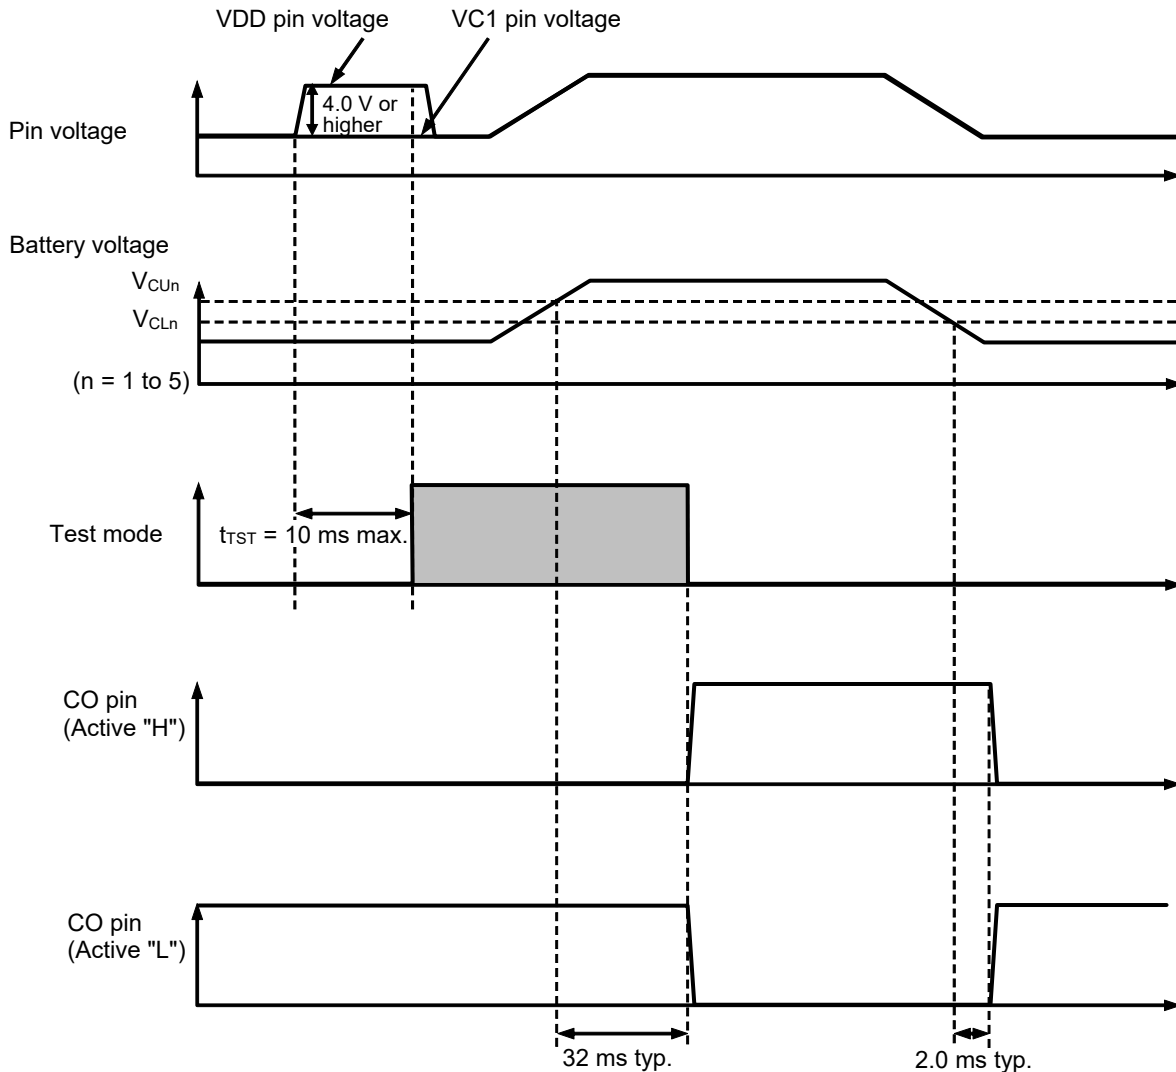 VDD pin voltage
VC1 pin voltage
4.0 V or
higher
Pin voltage
Battery voltage
VCUn
VCLn
(n = 1 to 5)
Test mode
tTST = 10 ms max.
CO pin
(Active "H")
CO pin
(Active "L")
32 ms typ.
2.0 ms typ.